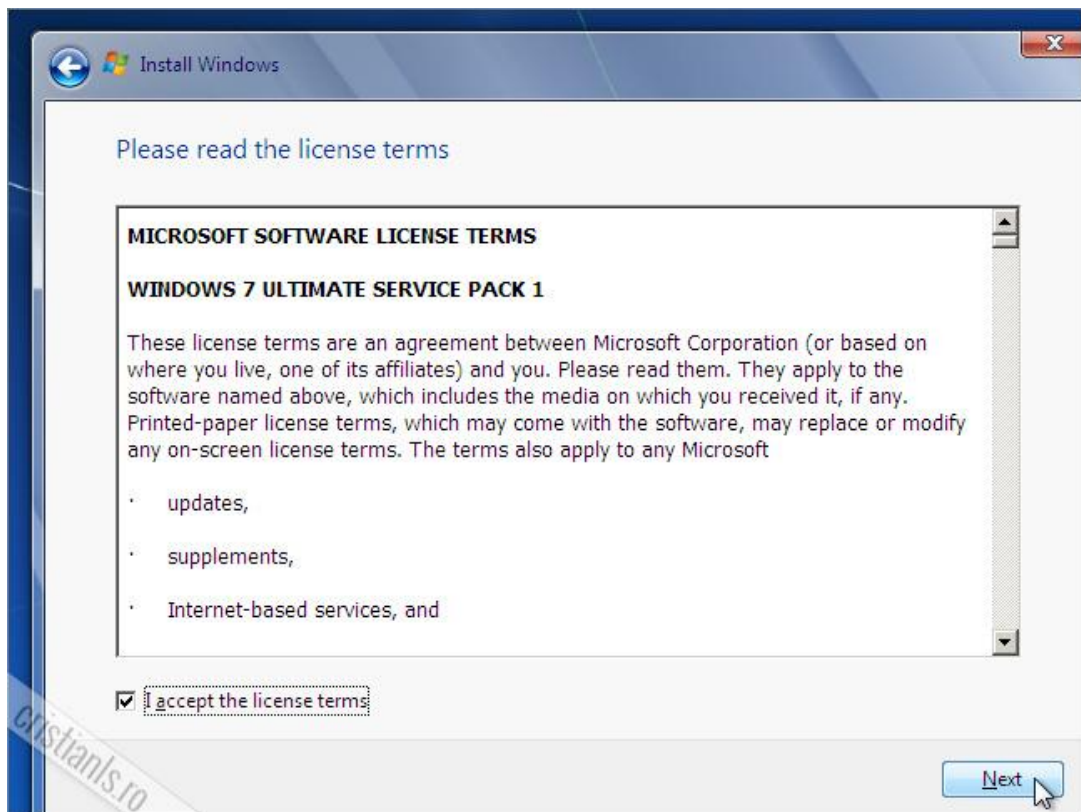 Install Windows
Please read the license terms
MICROSOFT SOFTWARE LICENSE TERMS
WINDOWS 7 ULTIMATE SERVICE PACK 1
These license terms are an agreement between Microsoft Corporation (or based on
where you live, one of its affiliates) and you. Please read them. They apply to the
software named above, which includes the media on which you received it, if any.
Printed-paper license terms, which may come with the software, may replace or modify
any on-screen license terms. The terms also apply to any Microsoft
· updates,
· supplements,
· Internet-based services, and
I accept the license terms
cristianls.ro
Next